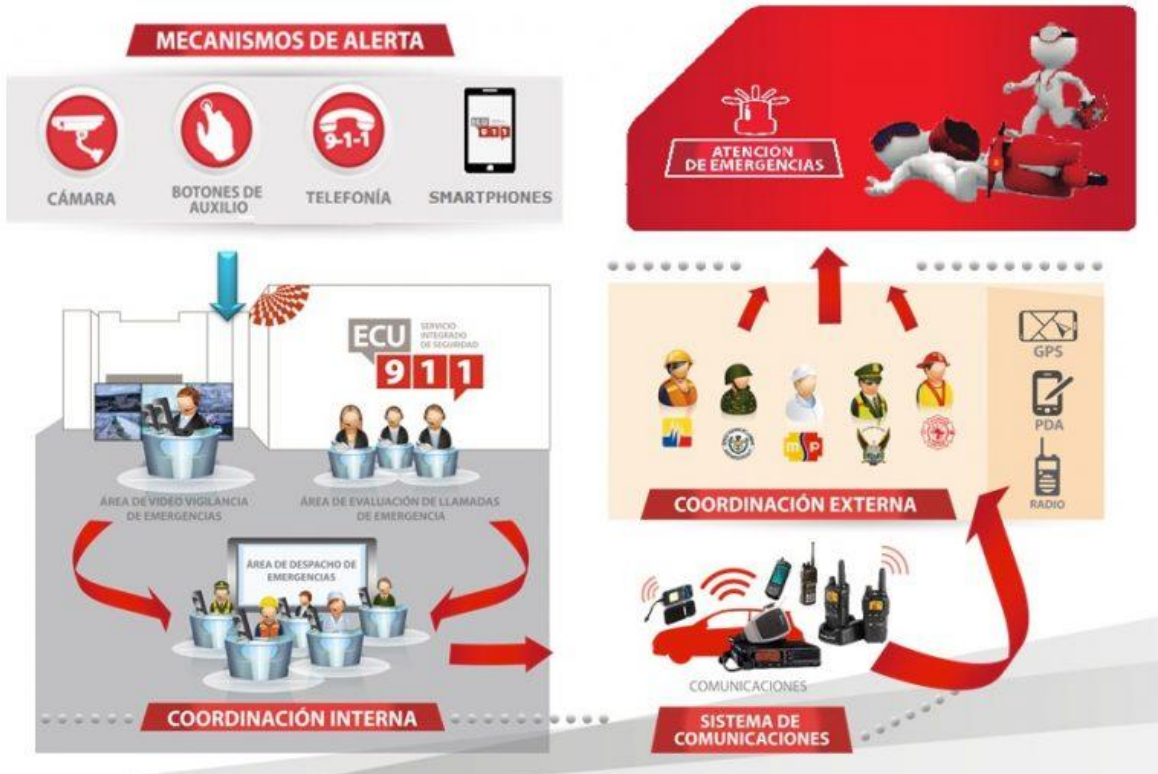 MECANISMOS DE ALERTA
9-1-1
ECU
911
CÁMARA
BOTONES DE
AUXILIO
TELEFONÍA
SMARTPHONES
ATENCION
DE EMERGENCIAS
ECU
SERVICIO
INTEGRADO
DE SEGURIDAD
911
ÁREA DE VIDEO VIGILANCIA
DE EMERGENCIAS
ÁREA DE EVALUACIÓN DE LLAMADAS
DE EMERGENCIA
ÁREA DE DESPACHO DE
EMERGENCIAS
COORDINACIÓN INTERNA
GPS
PDA
RADIO
m p
COORDINACIÓN EXTERNA
COMUNICACIONES
SISTEMA DE
COMUNICACIONES